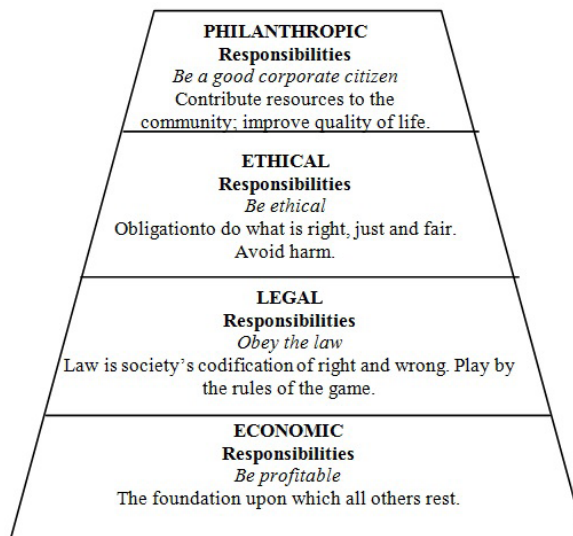 PHILANTHROPIC
Responsibilities
Be a good corporate citizen
Contribute resources to the
community; improve quality of life.
ETHICAL
Responsibilities
Be ethical
Obligationto do what is right, just and fair.
Avoid harm.
LEGAL
Responsibilities
Obey the law
Law is society’s codification of right and wrong. Play by
the rules of the game.
ECONOMIC
Responsibilities
Be profitable
The foundation upon which all others rest.